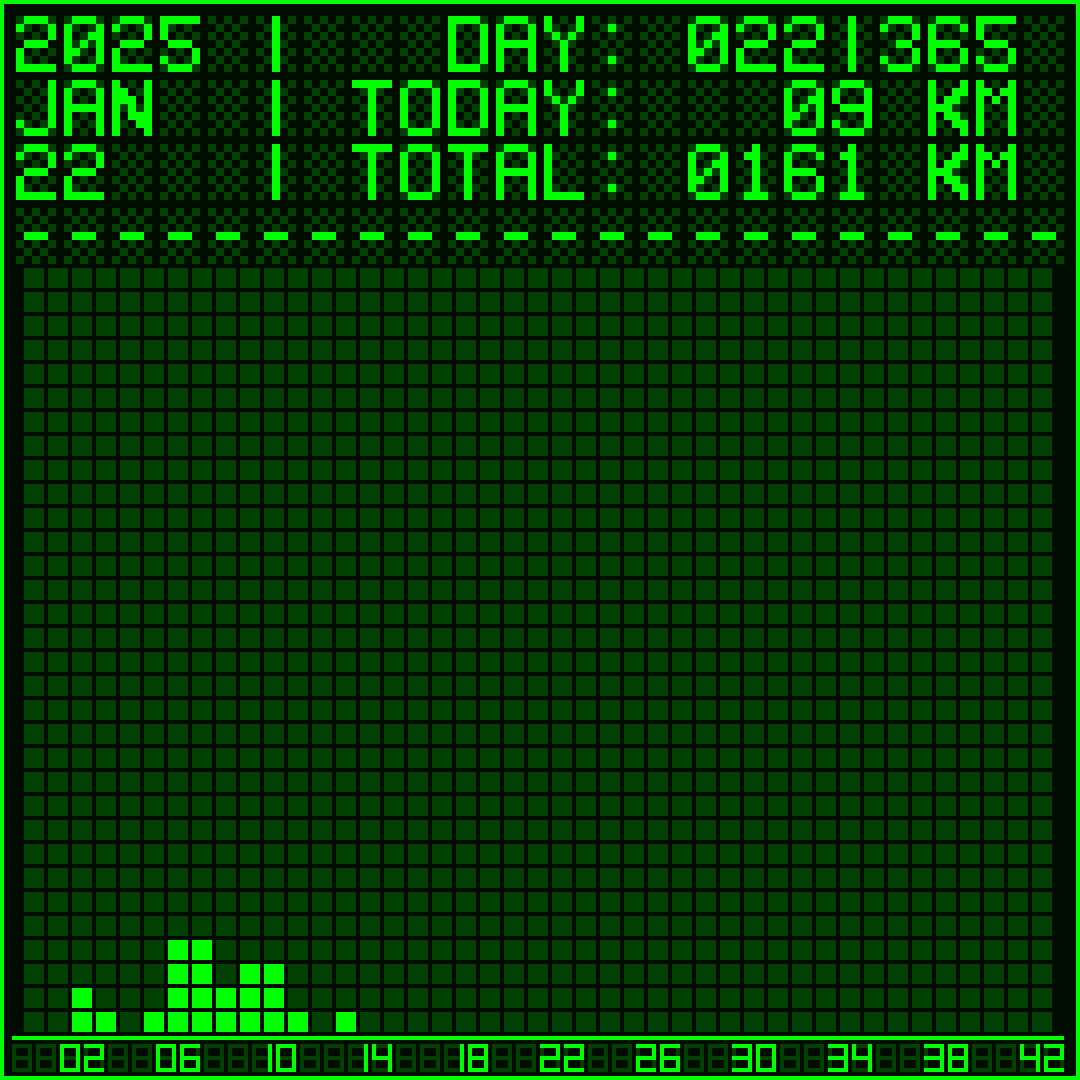 2025 | DAY: 022|365
JAN | TODAY: 09 KM
22 | TOTAL: 0161 KM
- - - - - - - - - - - - - - - - - - - - - -
02 06 10 14 18 22 26 30 34 38 42